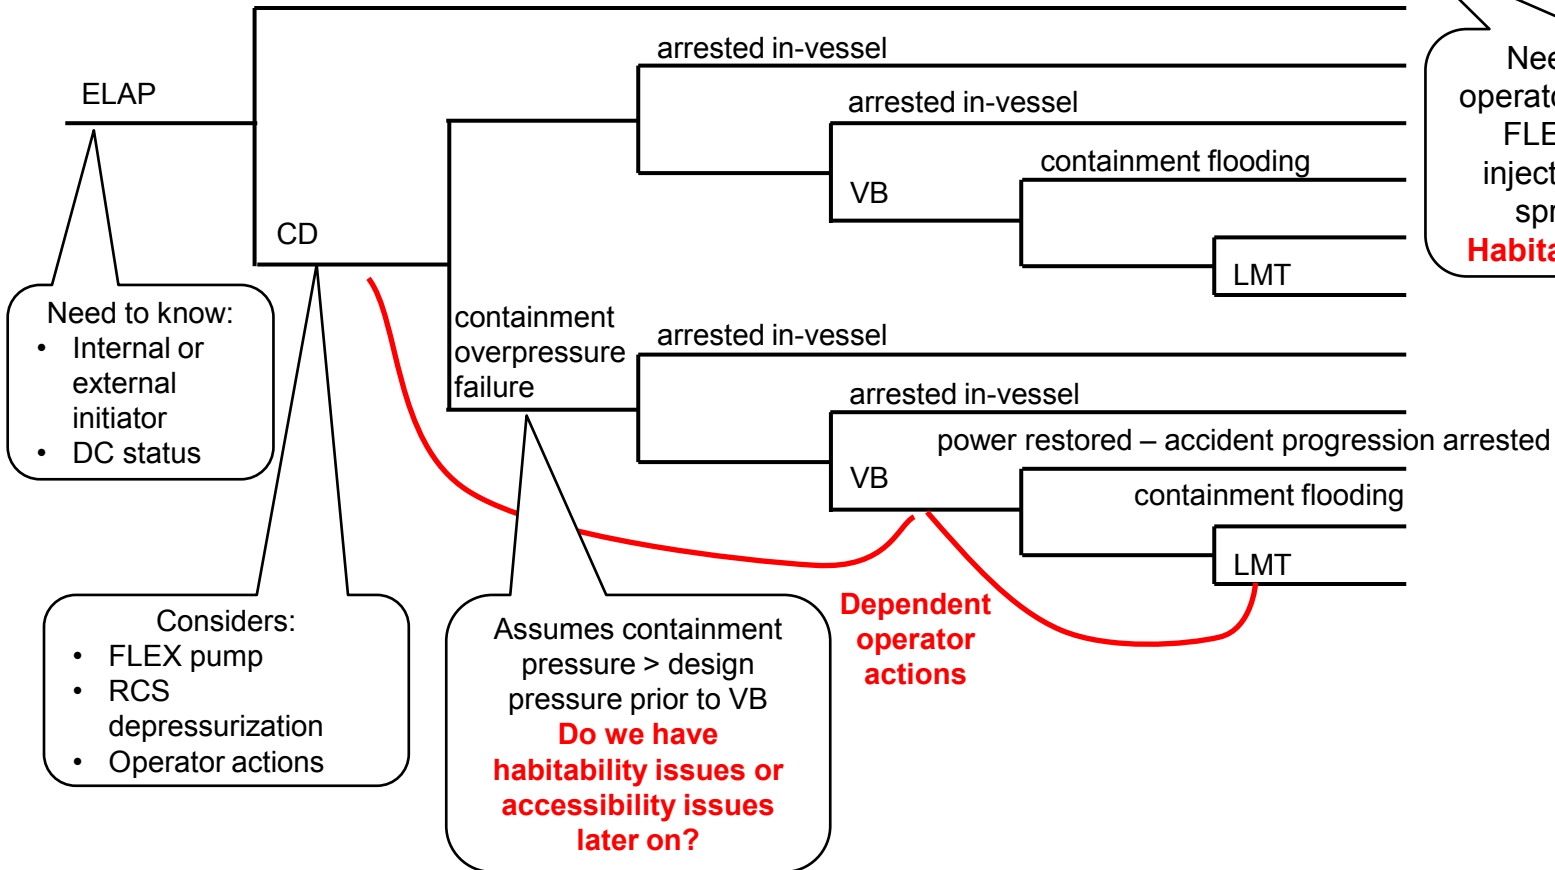 arrested in-vessel
ELAP
arrested in-vessel
containment flooding
VB
CD
LMT
Need to know:
• Internal or
external
initiator
• DC status
containment
overpressure
failure
arrested in-vessel
arrested in-vessel
power restored – accident progression arrested
VB
containment flooding
LMT
Considers:
• FLEX pump
• RCS
depressurization
• Operator actions
Assumes containment
pressure > design
pressure prior to VB
Do we have
habitability issues or
accessibility issues
later on?
Dependent
operator
actions